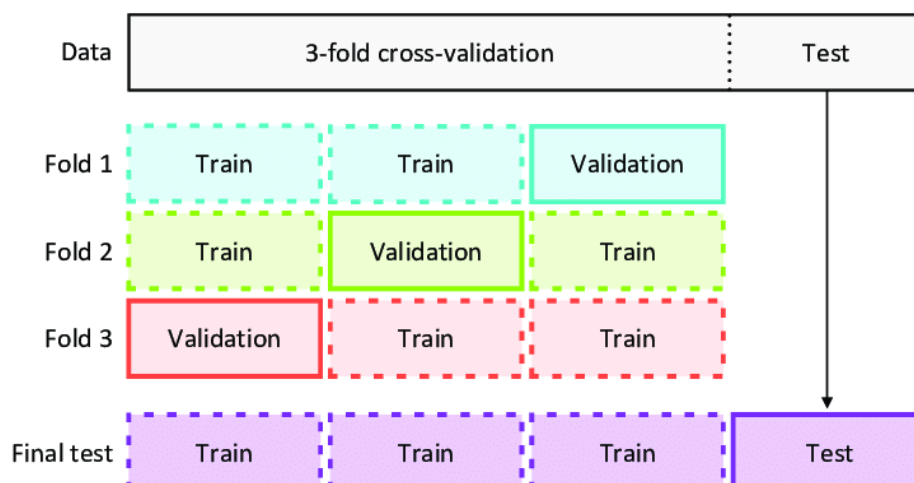 Data 3-fold cross-validation Test
Fold 1 Train Train Validation
Fold 2 Train Validation Train
Fold 3 Validation Train Train
Final test Train Train Train Test